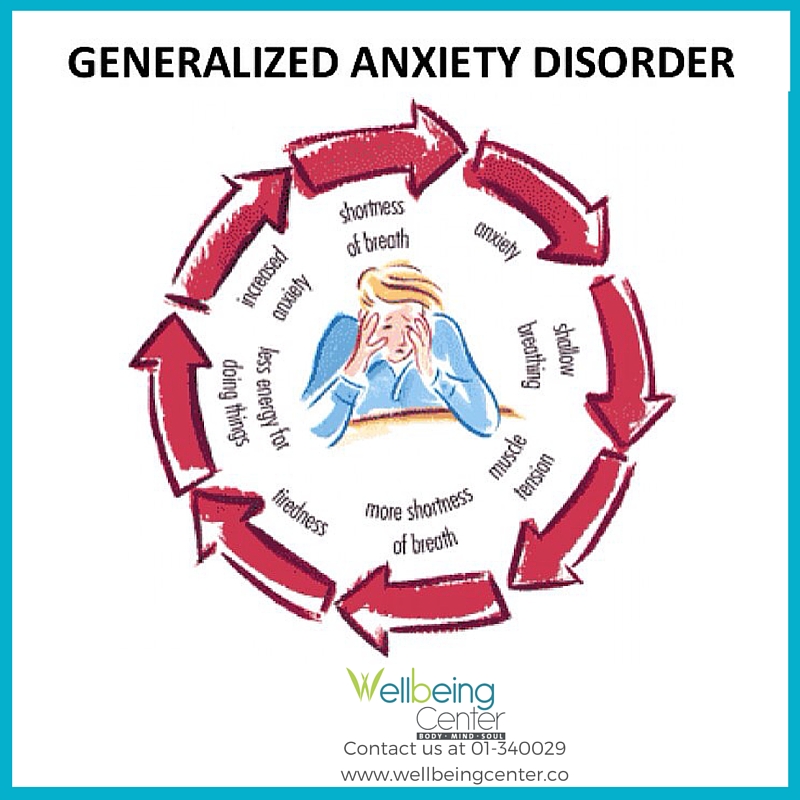 GENERALIZED ANXIETY DISORDER
shortness
of breath
anxiety
shallow
breathing
muscle
tension
more shortness
of breath
tiredness
less energy for
doing things
increased
anxiety
Wellbeing
Center
BODY · MIND · SOUL
Contact us at 01-340029
www.wellbeingcenter.co